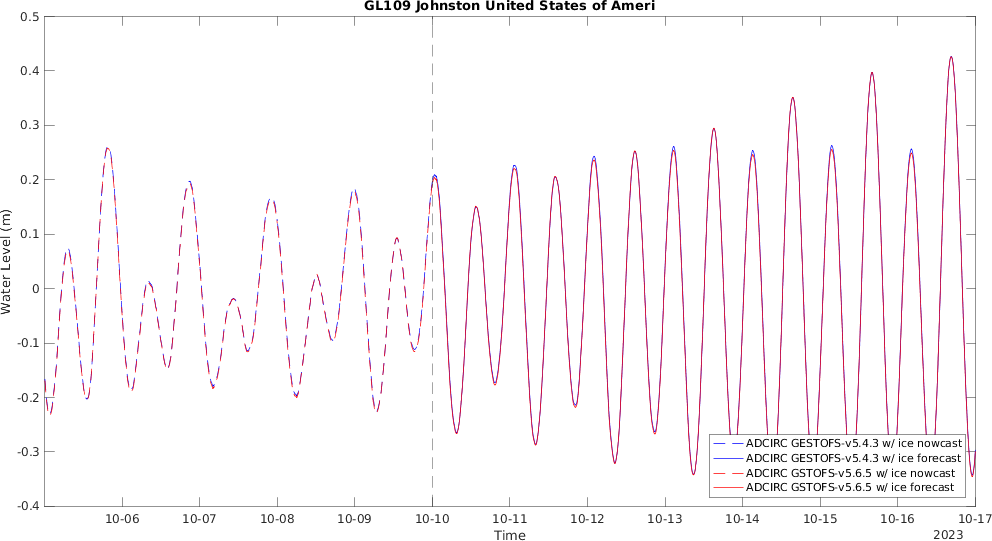 GL109 Johnston United States of Ameri
0.5
0.4
0.3
0.2
0.1
0
-0.1
-0.2
-0.3
-0.4
Water Level (m)
ADCIRC GESTOFS-v5.4.3 w/ ice nowcast
ADCIRC GESTOFS-v5.4.3 w/ ice forecast
ADCIRC GSTOFS-v5.6.5 w/ ice nowcast
ADCIRC GSTOFS-v5.6.5 w/ ice forecast
10-06 10-07 10-08 10-09 10-10 10-11 10-12 10-13 10-14 10-15 10-16 10-17
Time
2023